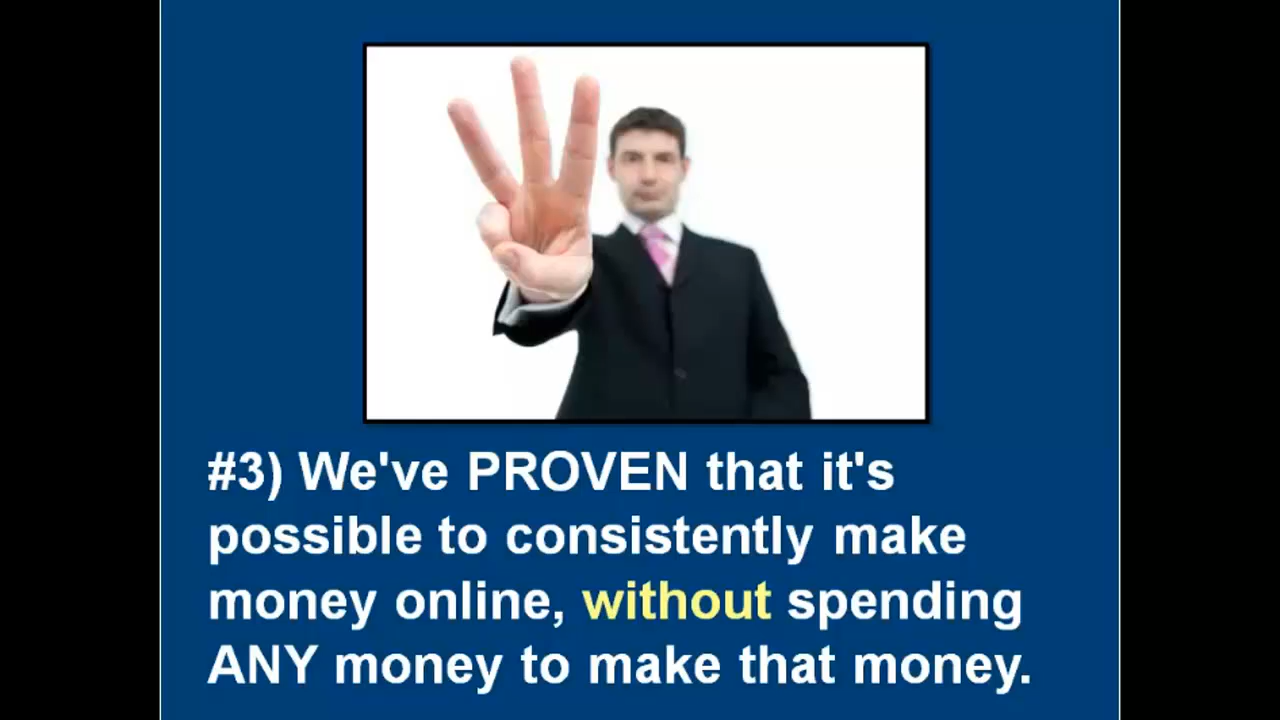 #3) We've PROVEN that it's
possible to consistently make
money online, without spending
ANY money to make that money.